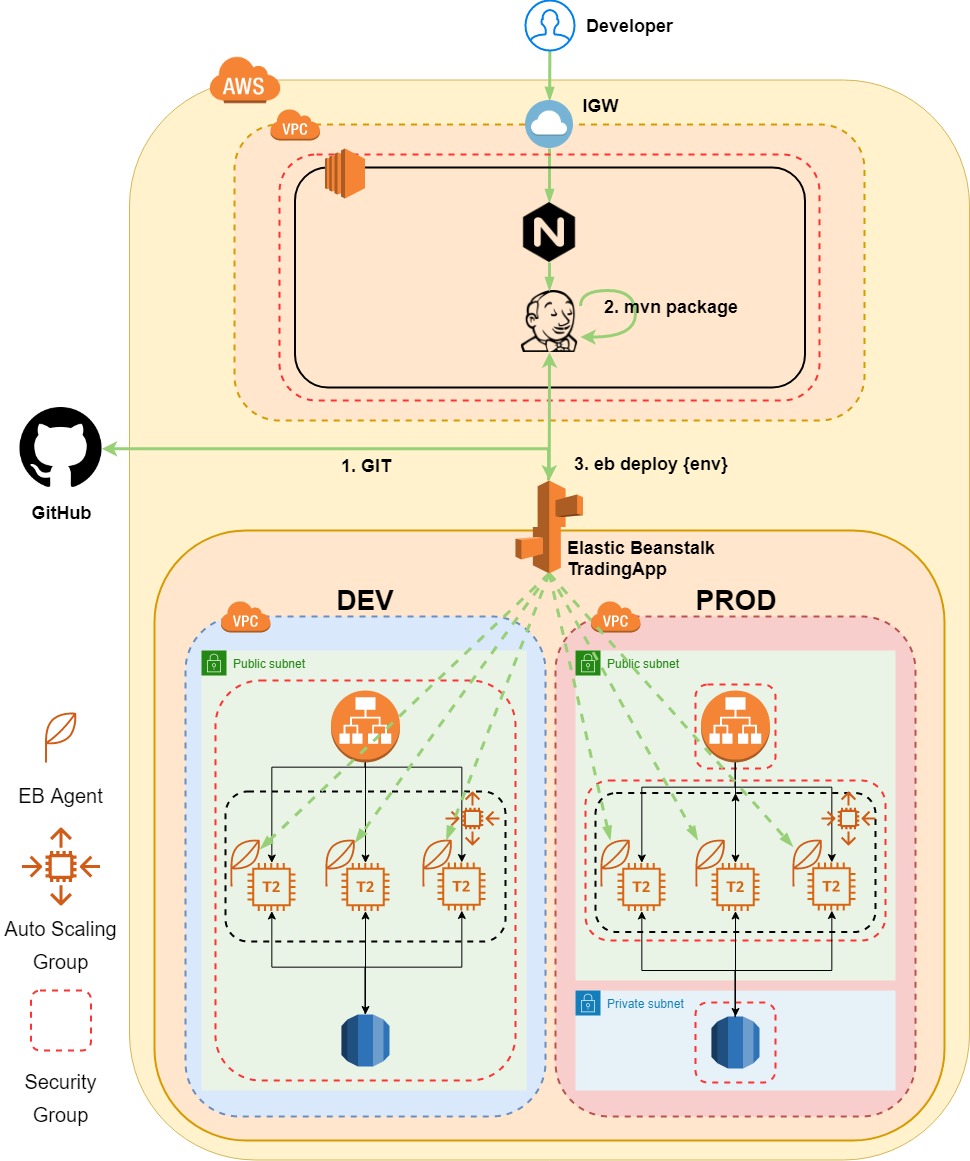 Developer
IGW
AWS
VPC
N
2. mvn package
1. GIT
3. eb deploy {env}
GitHub
Elastic Beanstalk
TradingApp
DEV
PROD
VPC
VPC
Public subnet
Public subnet
EB Agent
T2
T2
T2
T2
T2
T2
Auto Scaling
Group
Private subnet
Security
Group